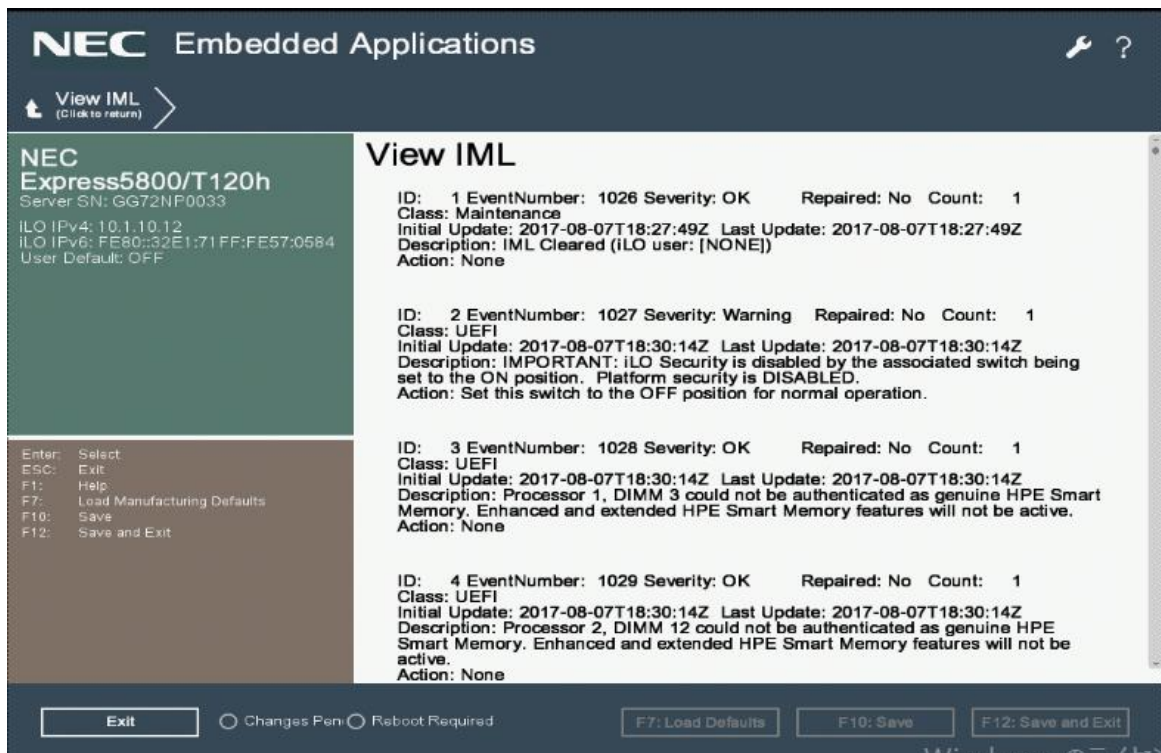 NEC Embedded Applications
?
View IML
(Click to return)
NEC
Express5800/T120h
Server SN: GG72NP0033
iLO IPv4: 10.1.10.12
iLO IPv6: FE80::32E1:71FF:FE57:0584
User Default: OFF
Enter: Select
ESC: Exit
F1: Help
F7: Load Manufacturing Defaults
F10: Save
F12: Save and Exit
View IML
ID: 1 EventNumber: 1026 Severity: OK Repaired: No Count: 1
Class: Maintenance
Initial Update: 2017-08-07T18:27:49Z Last Update: 2017-08-07T18:27:49Z
Description: IML Cleared (iLO user: [NONE])
Action: None
ID: 2 EventNumber: 1027 Severity: Warning Repaired: No Count: 1
Class: UEFI
Initial Update: 2017-08-07T18:30:14Z Last Update: 2017-08-07T18:30:14Z
Description: IMPORTANT: iLO Security is disabled by the associated switch being
set to the ON position. Platform security is DISABLED.
Action: Set this switch to the OFF position for normal operation.
ID: 3 EventNumber: 1028 Severity: OK Repaired: No Count: 1
Class: UEFI
Initial Update: 2017-08-07T18:30:14Z Last Update: 2017-08-07T18:30:14Z
Description: Processor 1, DIMM 3 could not be authenticated as genuine HPE Smart
Memory. Enhanced and extended HPE Smart Memory features will not be active.
Action: None
ID: 4 EventNumber: 1029 Severity: OK Repaired: No Count: 1
Class: UEFI
Initial Update: 2017-08-07T18:30:14Z Last Update: 2017-08-07T18:30:14Z
Description: Processor 2, DIMM 12 could not be authenticated as genuine HPE
Smart Memory. Enhanced and extended HPE Smart Memory features will not be
active.
Action: None
Exit
Changes Pen
Reboot Required
F7: Load Defaults
F10: Save
F12: Save and Exit